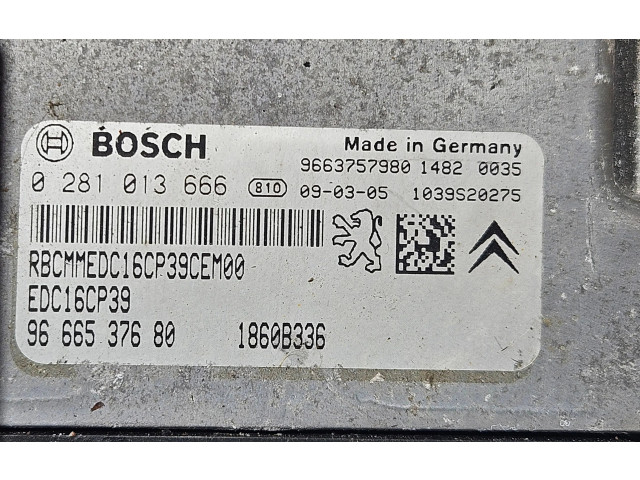 BOSCH
Made in Germany
9663757980 1482 0035
0 281 013 666 810 09-03-05 1039S20275
RBCMMEDC16CP39CEM00
EDC16CP39
96 665 376 80 1860B336